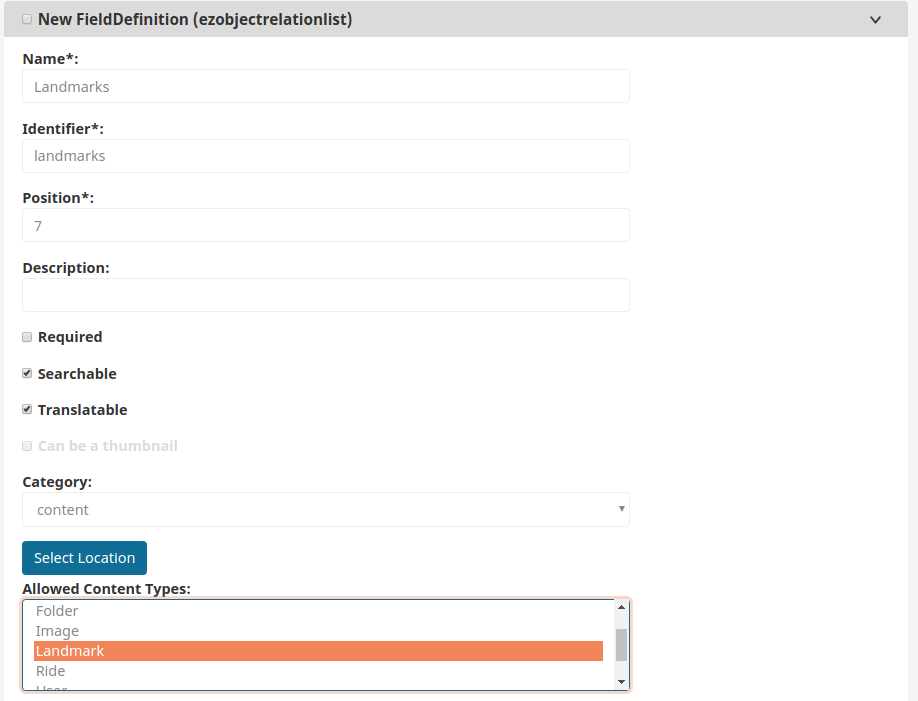 New FieldDefinition (ezobjectrelationlist)
Name*:
Landmarks
Identifier*:
landmarks
Position*:
7
Description:
Required
Searchable
Translatable
Can be a thumbnail
Category:
content
Select Location
Allowed Content Types:
Folder
Image
Landmark
Ride
User